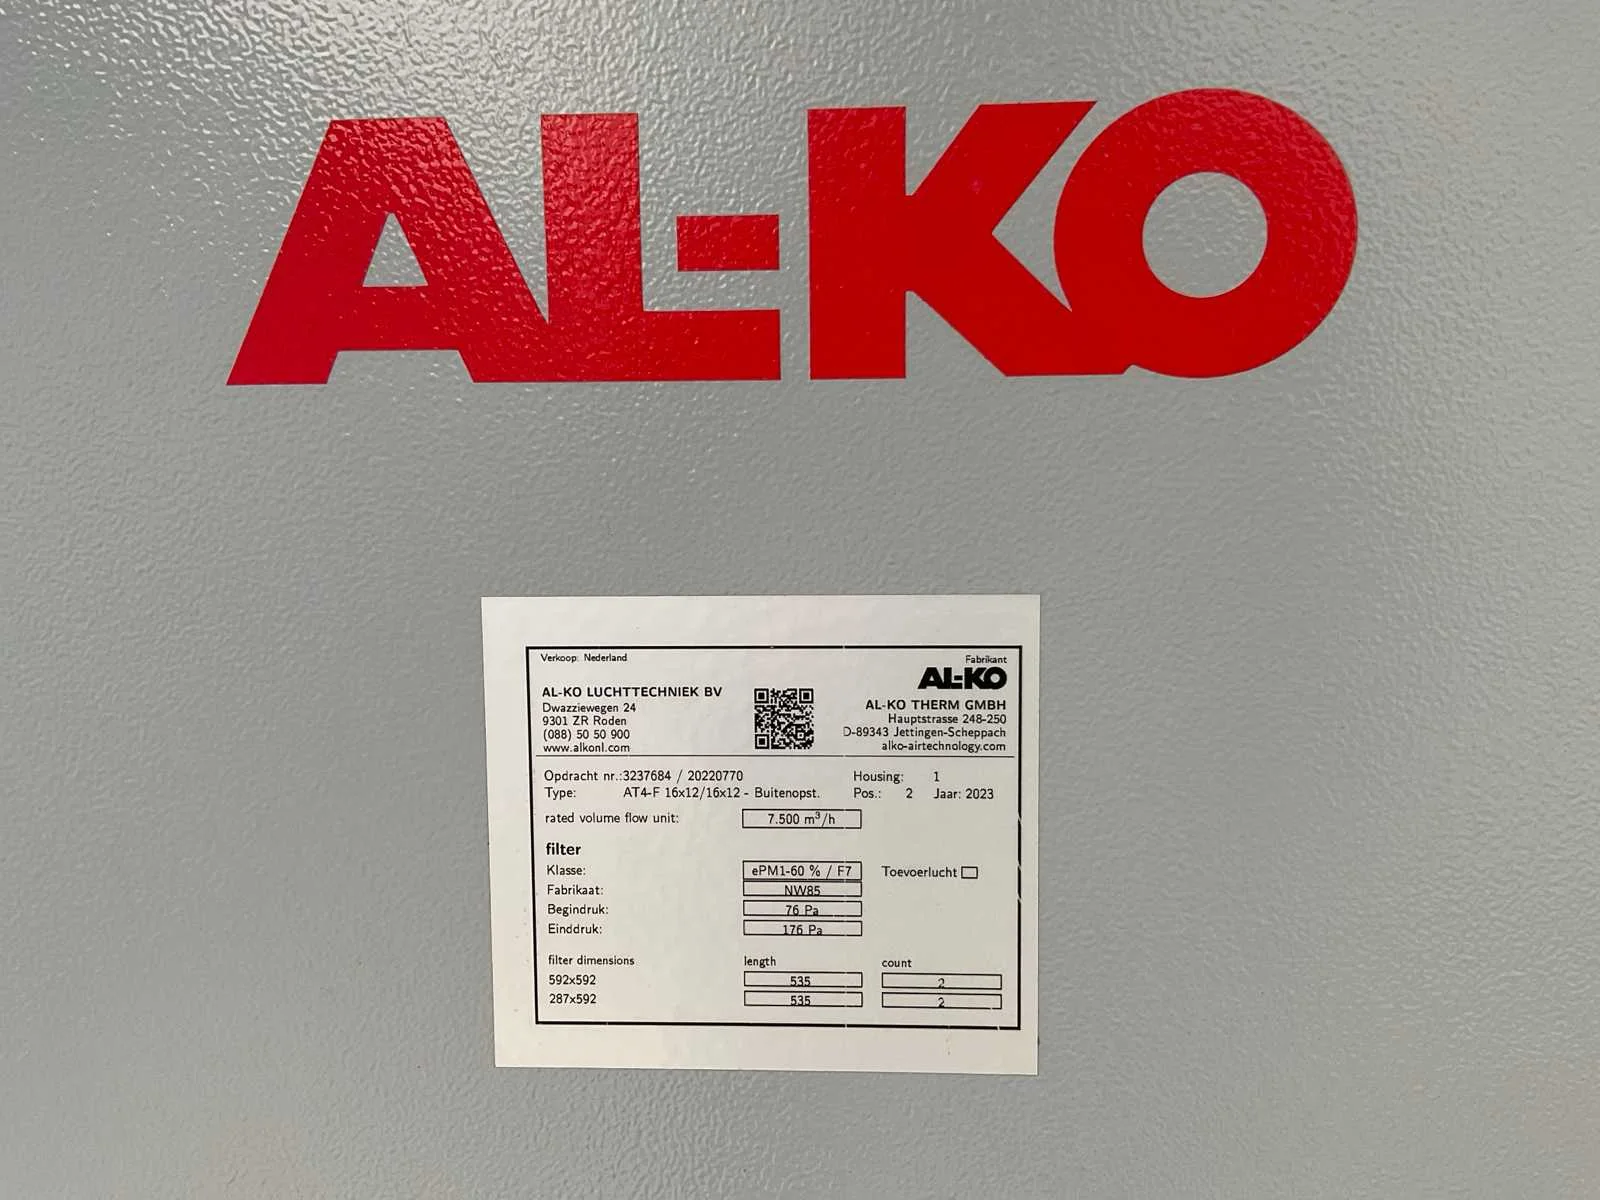 AL-KO
Verkoop: Nederland
Fabrikant
AL-KO
AL-KO LUCHTTECHNIEK BV
Dwazziewegen 24
9301 ZR Roden
(088) 50 50 900
www.alkonl.com
AL-KO THERM GMBH
Hauptstrasse 248-250
D-89343 Jettingen-Scheppach
alko-airtechnology.com
Opdracht nr.:3237684 / 20220770 Housing: 1
Type: AT4-F 16x12/16x12 - Buitenopst. Pos.: 2 Jaar: 2023
rated volume flow unit: 7.500 m³/h
filter
Klasse: ePM1-60 % / F7 Toevoerlucht
Fabrikaat: NW85
Begindruk: 76 Pa
Einddruk: 176 Pa
filter dimensions length count
592x592 535 2
287x592 535 2